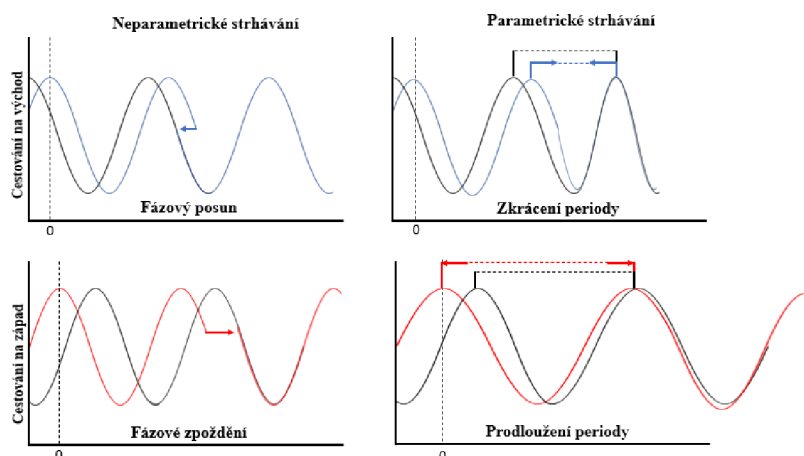 Neparametrické strhávání
Parametrické strhávání
Cestování na východ
Fázový posun
Zkrácení periody
0
0
Cestování na západ
Fázové zpoždění
Prodloužení periody
0
0